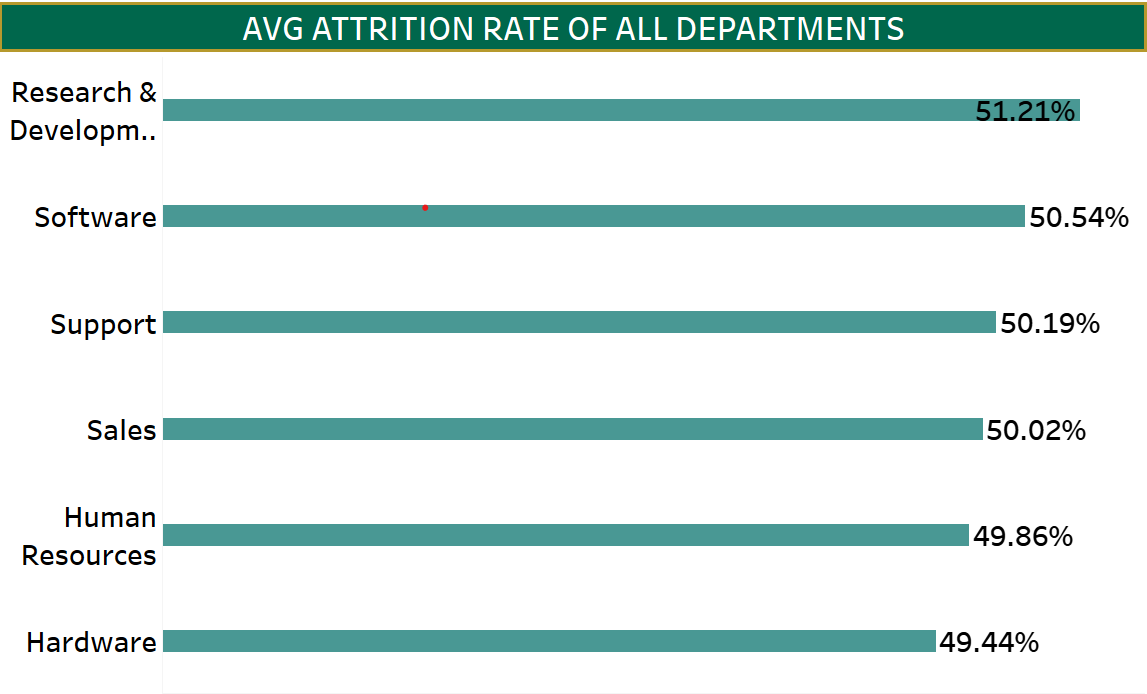 AVG ATTRITION RATE OF ALL DEPARTMENTS
Research &
Developm..
51.21%
Software
50.54%
Support
50.19%
Sales
50.02%
Human
Resources
49.86%
Hardware
49.44%